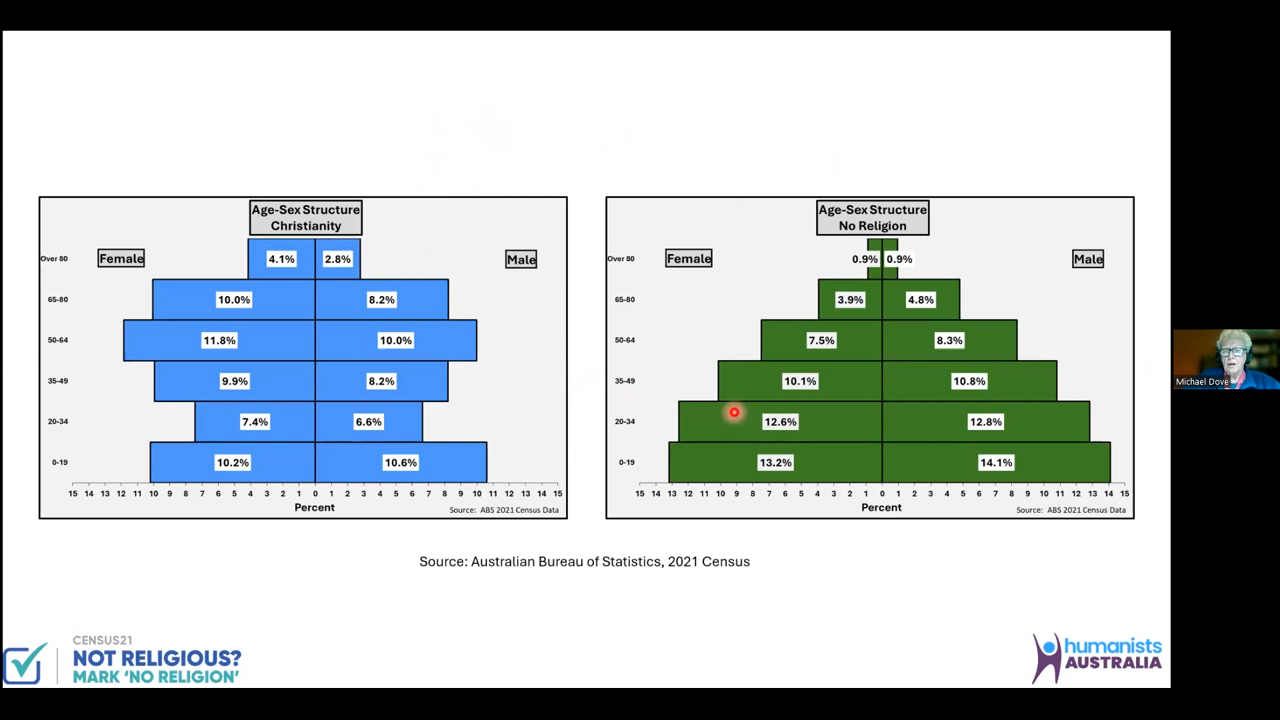 Age-Sex Structure
Christianity
Female
Male
Over 80
4.1%
2.8%
65-80
10.0%
8.2%
50-64
11.8%
10.0%
35-49
9.9%
8.2%
20-34
7.4%
6.6%
0-19
10.2%
10.6%
15 14 13 12 11 10 9 8 7 6 5 4 3 2 1 0 1 2 3 4 5 6 7 8 9 10 11 12 13 14 15
Percent
Source: ABS 2021 Census Data
Age-Sex Structure
No Religion
Female
Male
Over 80
0.9%
0.9%
65-80
3.9%
4.8%
50-64
7.5%
8.3%
35-49
10.1%
10.8%
20-34
12.6%
12.8%
0-19
13.2%
14.1%
15 14 13 12 11 10 9 8 7 6 5 4 3 2 1 0 1 2 3 4 5 6 7 8 9 10 11 12 13 14 15
Percent
Source: ABS 2021 Census Data
Michael Dove
Source: Australian Bureau of Statistics, 2021 Census
CENSUS21
NOT RELIGIOUS?
MARK 'NO RELIGION'
humanists
AUSTRALIA